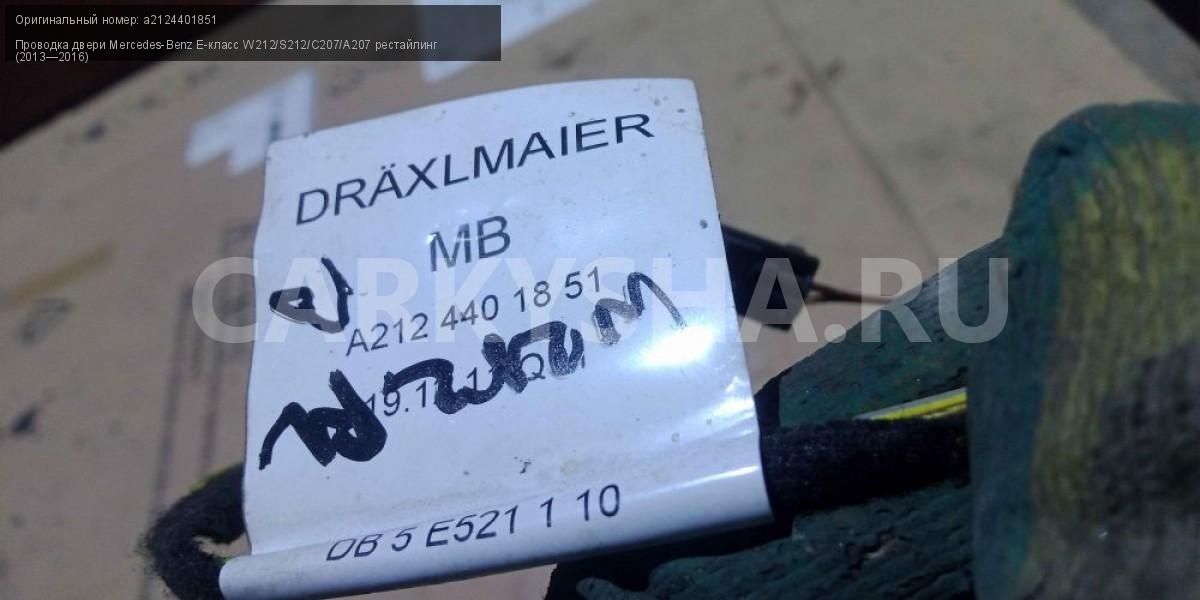 Оригинальный номер: a2124401851
Проводка двери Mercedes-Benz Е-класс W212/S212/C207/A207 рестайлинг
(2013—2016)
DRÄXLMAIER
MB
CARKYSHA.RU
A212 440 18 51
DB 5 E521 1 10